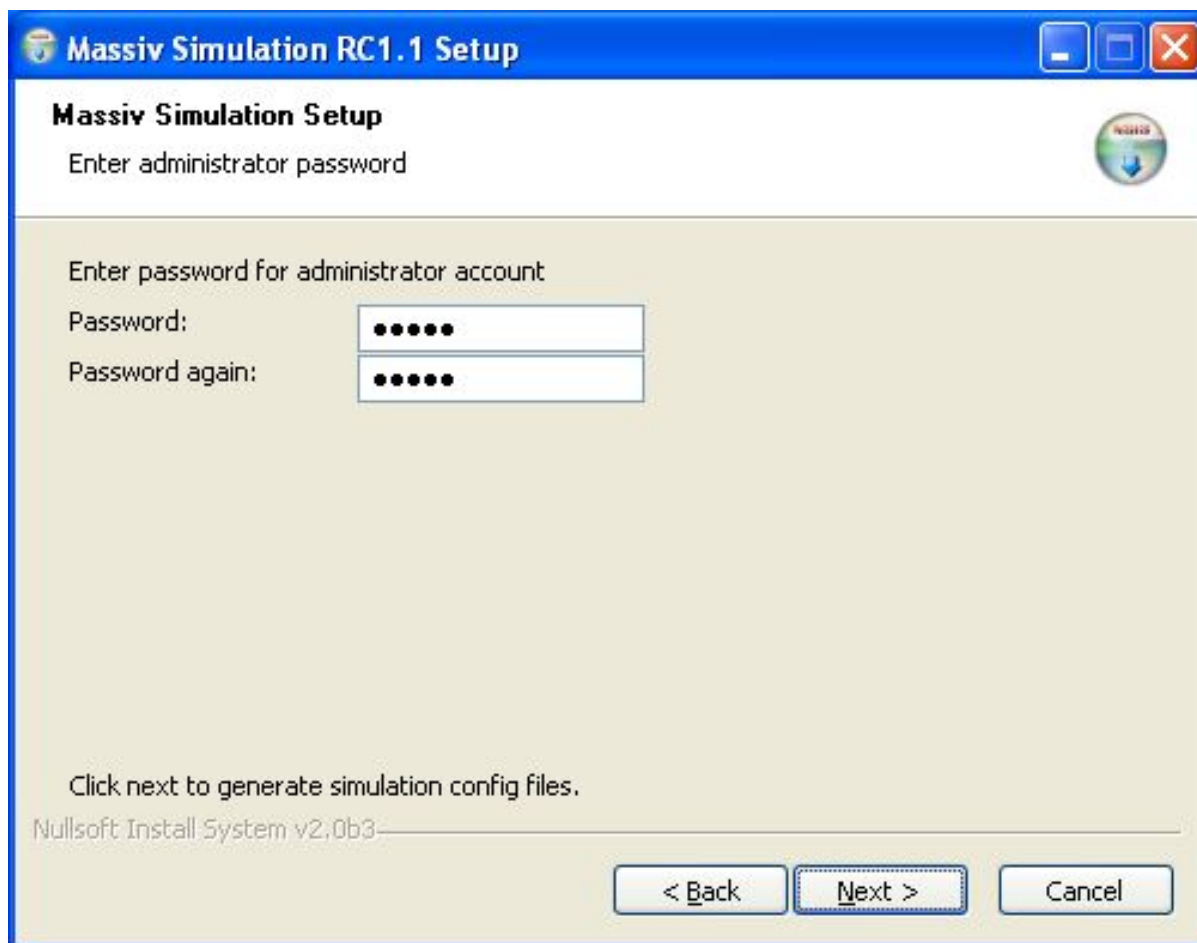 Massiv Simulation RC1.1 Setup
Massiv Simulation Setup
Enter administrator password
Enter password for administrator account
Password: •••••
Password again: •••••
Click next to generate simulation config files.
Nullsoft Install System v2.0b3
< Back Next > Cancel